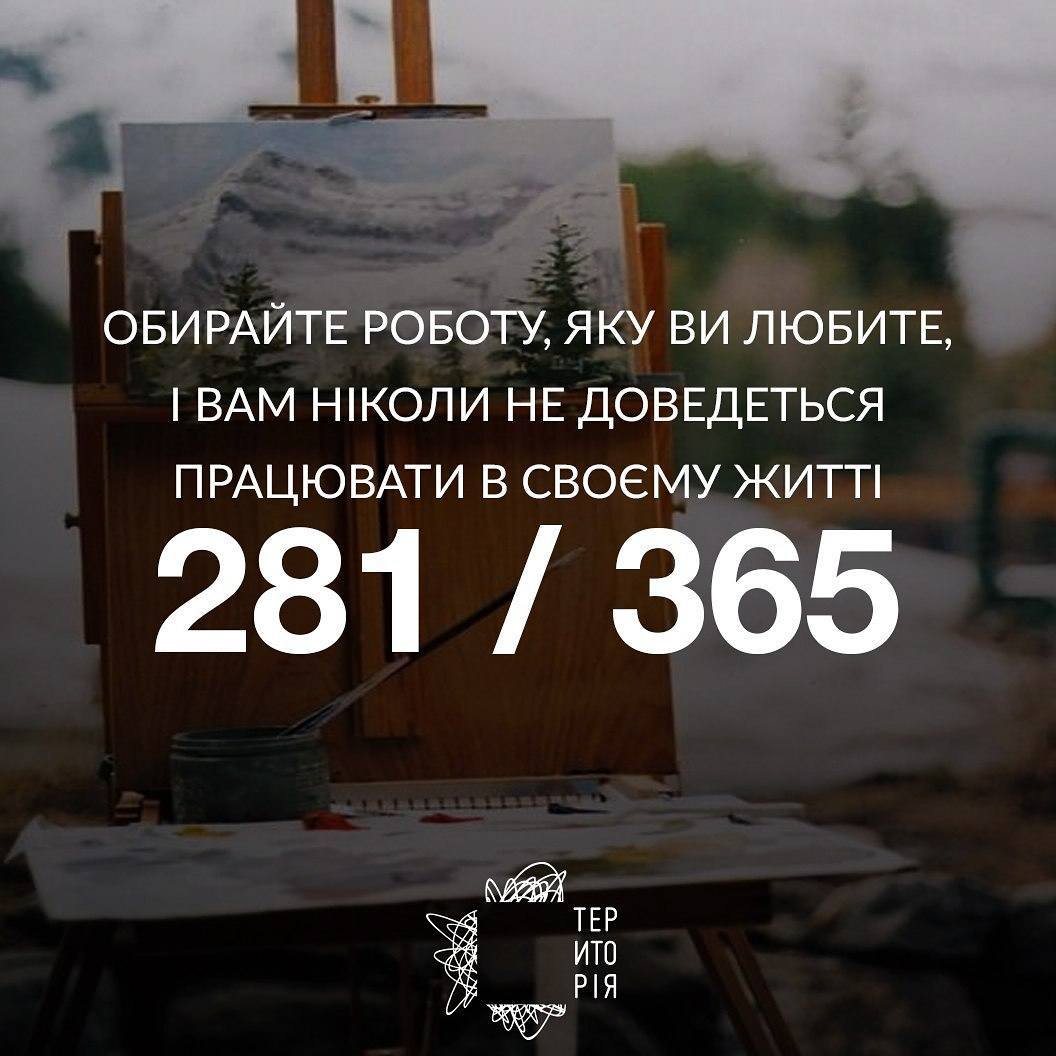 ОБИРАЙТЕ РОБОТУ, ЯКУ ВИ ЛЮБИТЕ,
І ВАМ НІКОЛИ НЕ ДОВЕДЕТЬСЯ
ПРАЦЮВАТИ В СВОЄМУ ЖИТТІ
281 / 365
ТЕР
ИТО
РІЯ